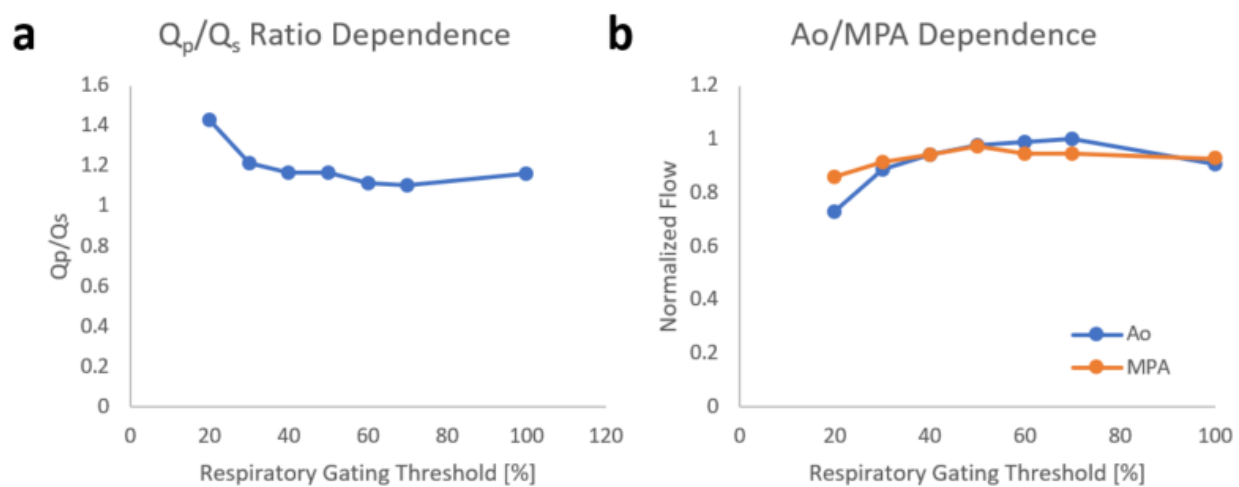 a
Qp/Qs Ratio Dependence
1.6
1.4
1.2
1
0.8
0.6
0.4
0.2
0
Qp/Qs
0 20 40 60 80 100 120
Respiratory Gating Threshold [%]
b
Ao/MPA Dependence
1.2
1
0.8
0.6
0.4
0.2
0
Normalized Flow
Ao
MPA
0 20 40 60 80 100
Respiratory Gating Threshold [%]